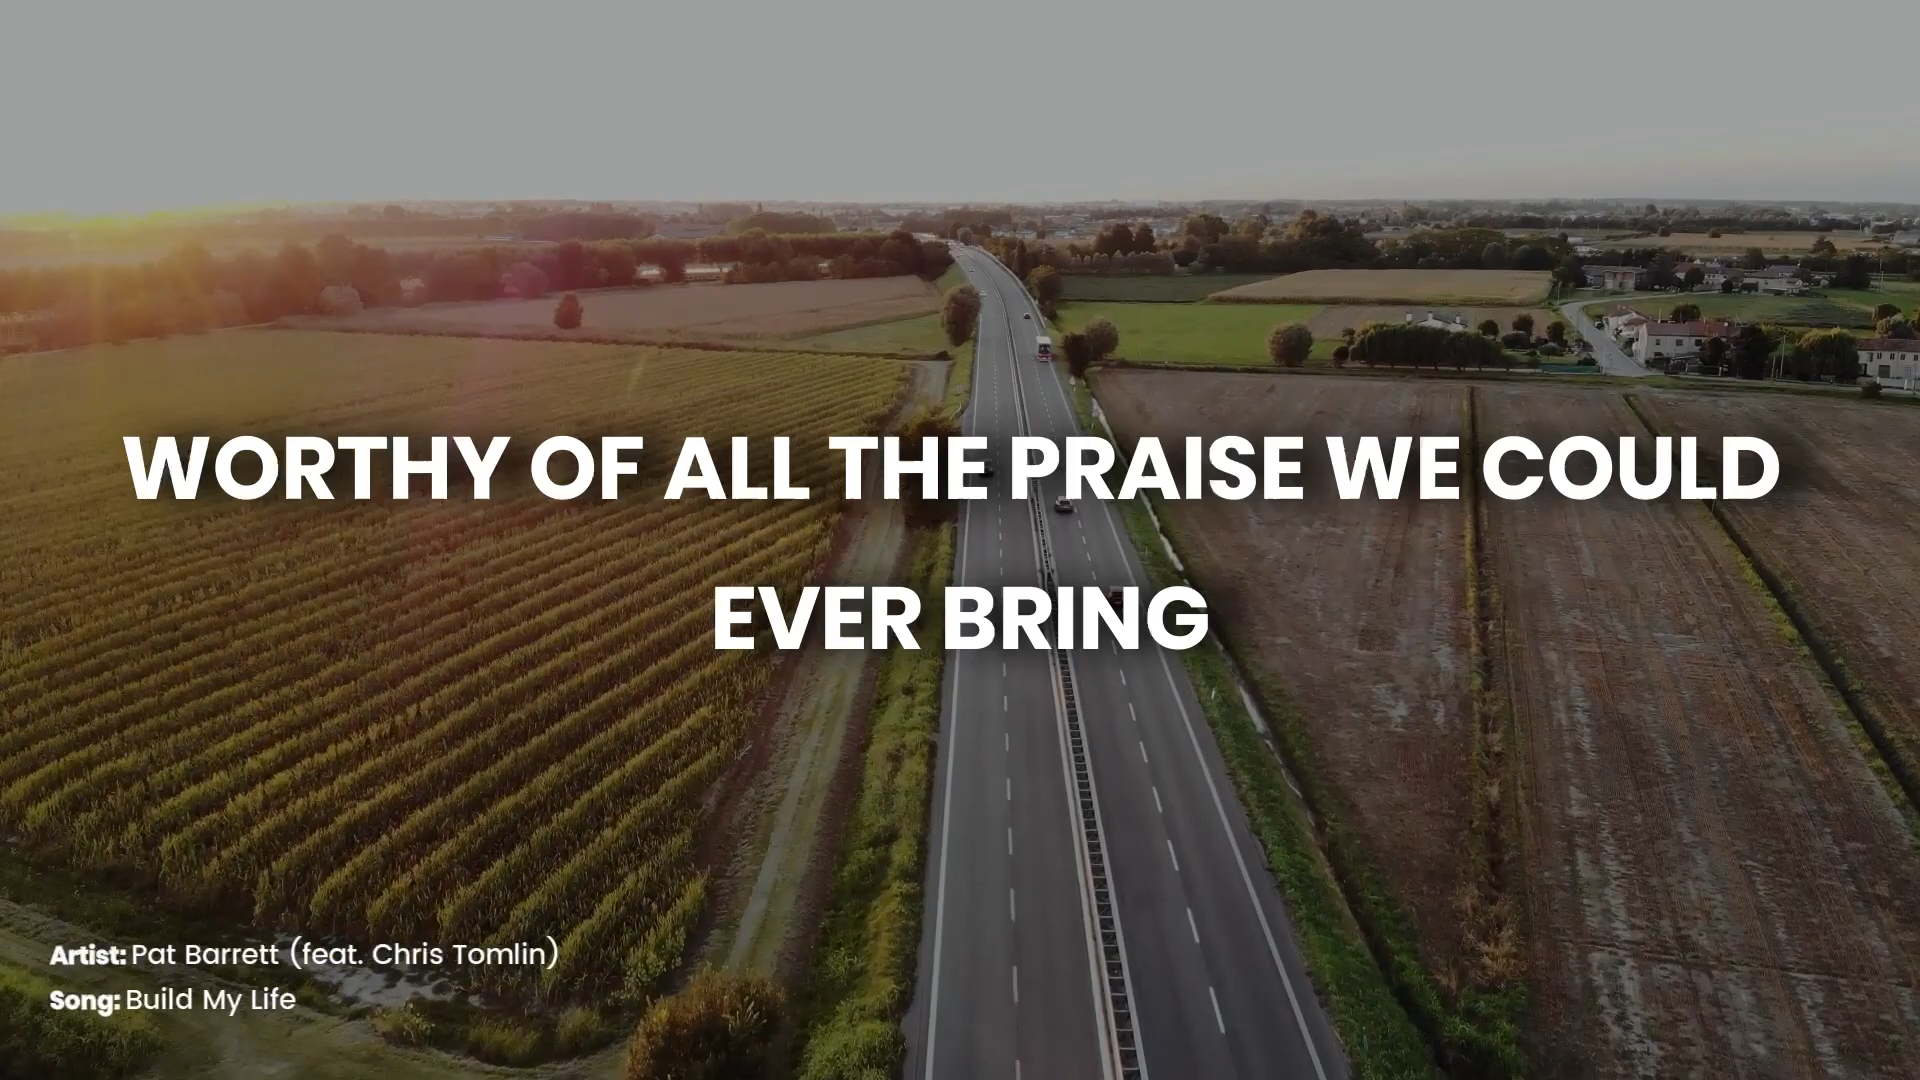 WORTHY OF ALL THE PRAISE WE COULD
EVER BRING
Artist: Pat Barrett (feat. Chris Tomlin)
Song: Build My Life